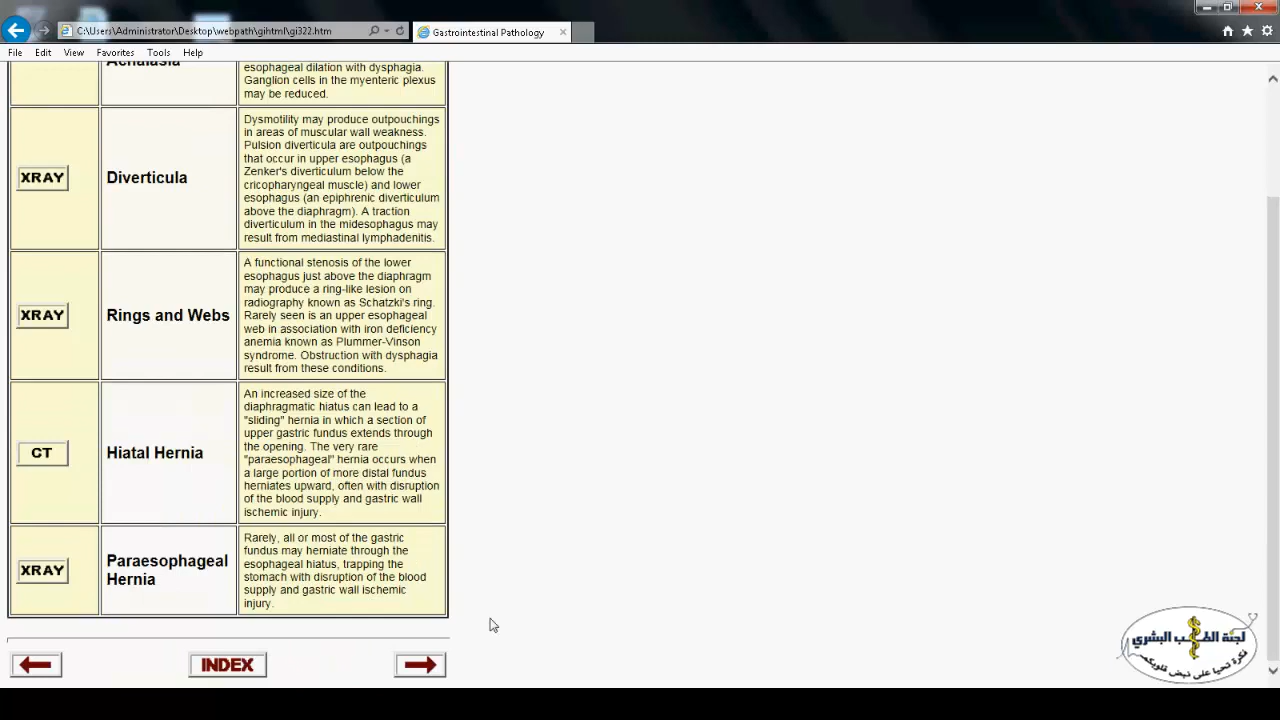 C:\Users\Administrator\Desktop\webpath\gihtml\gi322.htm
Gastrointestinal Pathology
File Edit View Favorites Tools Help
Achalasia
esophageal dilation with dysphagia.
Ganglion cells in the myenteric plexus
may be reduced.
XRAY
Diverticula
Dysmotility may produce outpouchings
in areas of muscular wall weakness.
Pulsion diverticula are outpouchings
that occur in upper esophagus (a
Zenker's diverticulum below the
cricopharyngeal muscle) and lower
esophagus (an epiphrenic diverticulum
above the diaphragm). A traction
diverticulum in the midesophagus may
result from mediastinal lymphadenitis.
XRAY
Rings and Webs
A functional stenosis of the lower
esophagus just above the diaphragm
may produce a ring-like lesion on
radiography known as Schatzki's ring.
Rarely seen is an upper esophageal
web in association with iron deficiency
anemia known as Plummer-Vinson
syndrome. Obstruction with dysphagia
result from these conditions.
CT
Hiatal Hernia
An increased size of the
diaphragmatic hiatus can lead to a
"sliding" hernia in which a section of
upper gastric fundus extends through
the opening. The very rare
"paraesophageal" hernia occurs when
a large portion of more distal fundus
herniates upward, often with disruption
of the blood supply and gastric wall
ischemic injury.
XRAY
Paraesophageal
Hernia
Rarely, all or most of the gastric
fundus may herniate through the
esophageal hiatus, trapping the
stomach with disruption of the blood
supply and gastric wall ischemic
injury.
INDEX
لجنة الطب البشري
فكرة تحيا على نبض قلوبكم